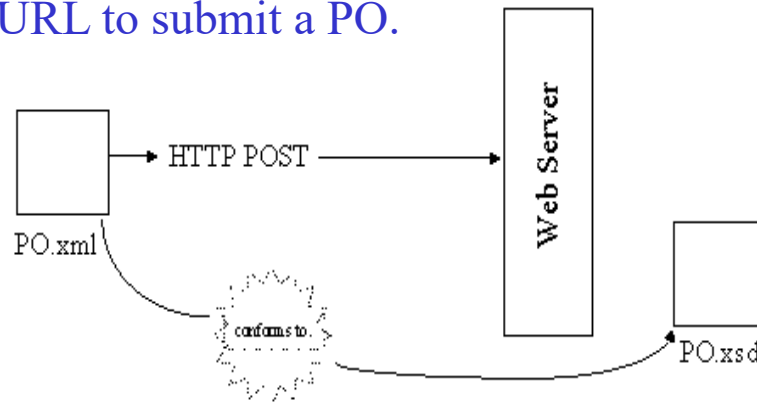 URL to submit a PO.
HTTP POST
Web Server
PO.xml
conforms to
PO.xsd